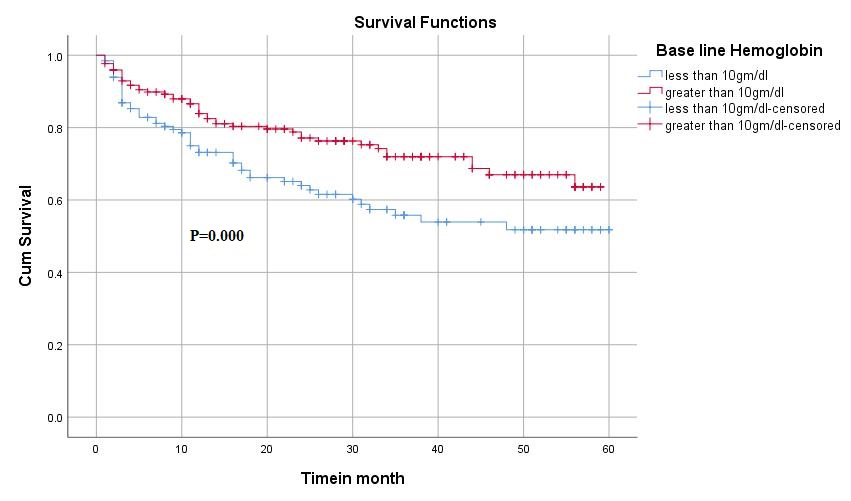 Survival Functions
Base line Hemoglobin
less than 10gm/dl
greater than 10gm/dl
less than 10gm/dl-censored
greater than 10gm/dl-censored
Cum Survival
1.0
0.8
0.6
0.4
0.2
0.0
P=0.000
0 10 20 30 40 50 60
Timein month